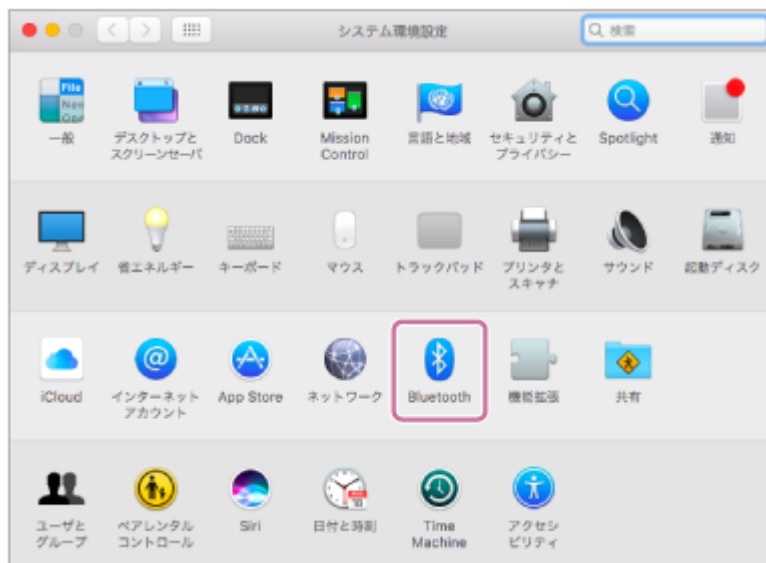 システム環境設定
検索
File
New
Ope
一般
デスクトップと
スクリーンセーバ
Dock
Mission
Control
言語と地域
セキュリティと
プライバシー
Spotlight
通知
ディスプレイ
省エネルギー
キーボード
マウス
トラックパッド
プリンタと
スキャナ
サウンド
起動ディスク
iCloud
インターネット
アカウント
App Store
ネットワーク
Bluetooth
機能拡張
共有
ユーザと
グループ
ペアレンタル
コントロール
Siri
日付と時刻
Time
Machine
アクセシ
ビリティ